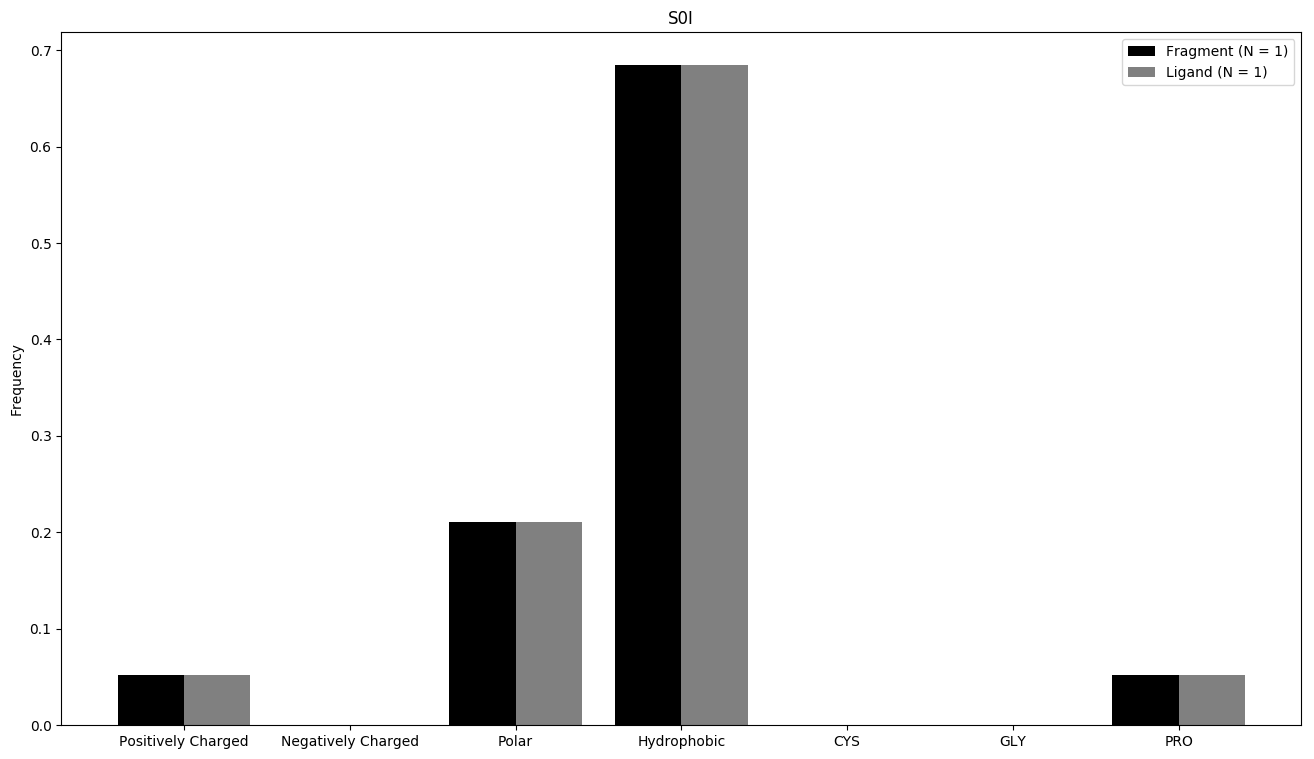 S0I
Fragment (N = 1)
Ligand (N = 1)
Frequency
0.7
0.6
0.5
0.4
0.3
0.2
0.1
0.0
Positively Charged Negatively Charged Polar Hydrophobic CYS GLY PRO